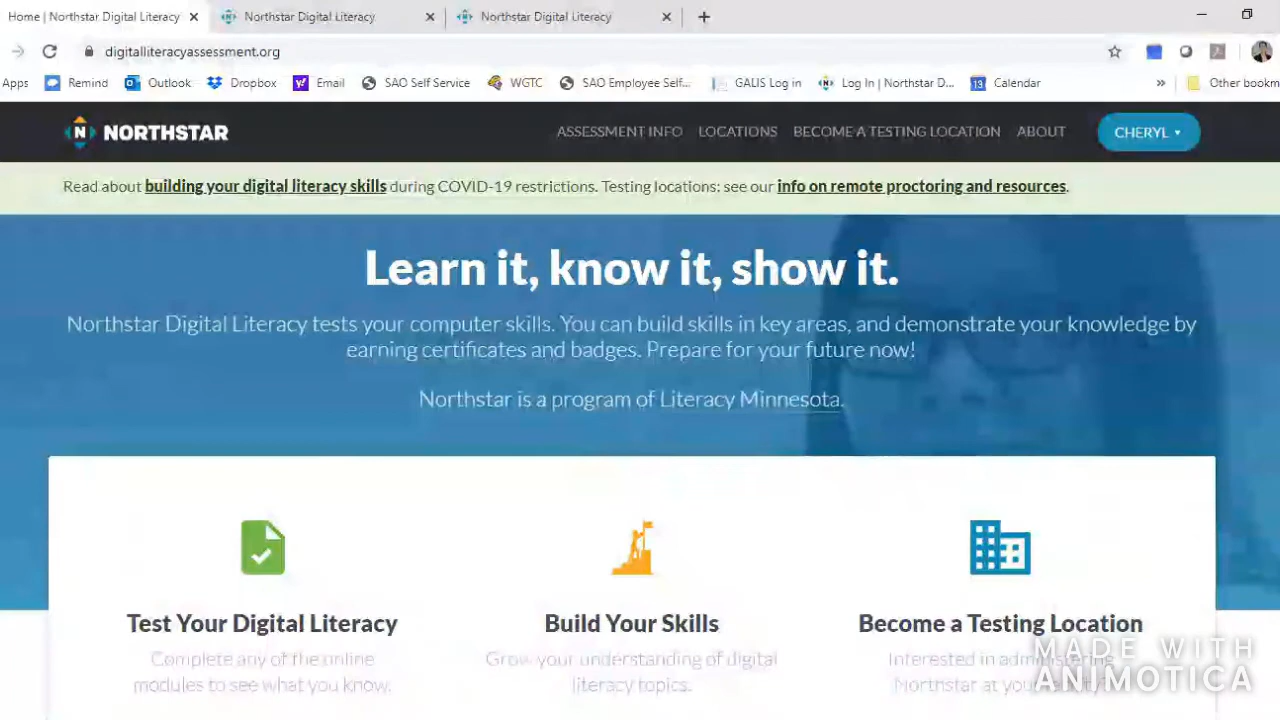 Home | Northstar Digital Literacy
Northstar Digital Literacy
Northstar Digital Literacy
digitalliteracyassessment.org
Apps Remind Outlook Dropbox Email SAO Self Service WGTC SAO Employee Self... GALIS Log in Log In | Northstar D... Calendar » Other bookm
N NORTHSTAR ASSESSMENT INFO LOCATIONS BECOME A TESTING LOCATION ABOUT CHERYL
Read about building your digital literacy skills during COVID-19 restrictions. Testing locations: see our info on remote proctoring and resources.
Learn it, know it, show it.
Northstar Digital Literacy tests your computer skills. You can build skills in key areas, and demonstrate your knowledge by
earning certificates and badges. Prepare for your future now!
Northstar is a program of Literacy Minnesota.
Test Your Digital Literacy
Complete any of the online
modules to see what you know.
Build Your Skills
Grow your understanding of digital
literacy topics.
Become a Testing Location
Interested in administering
Northstar at your
MADE WITH
ANIMOTICA